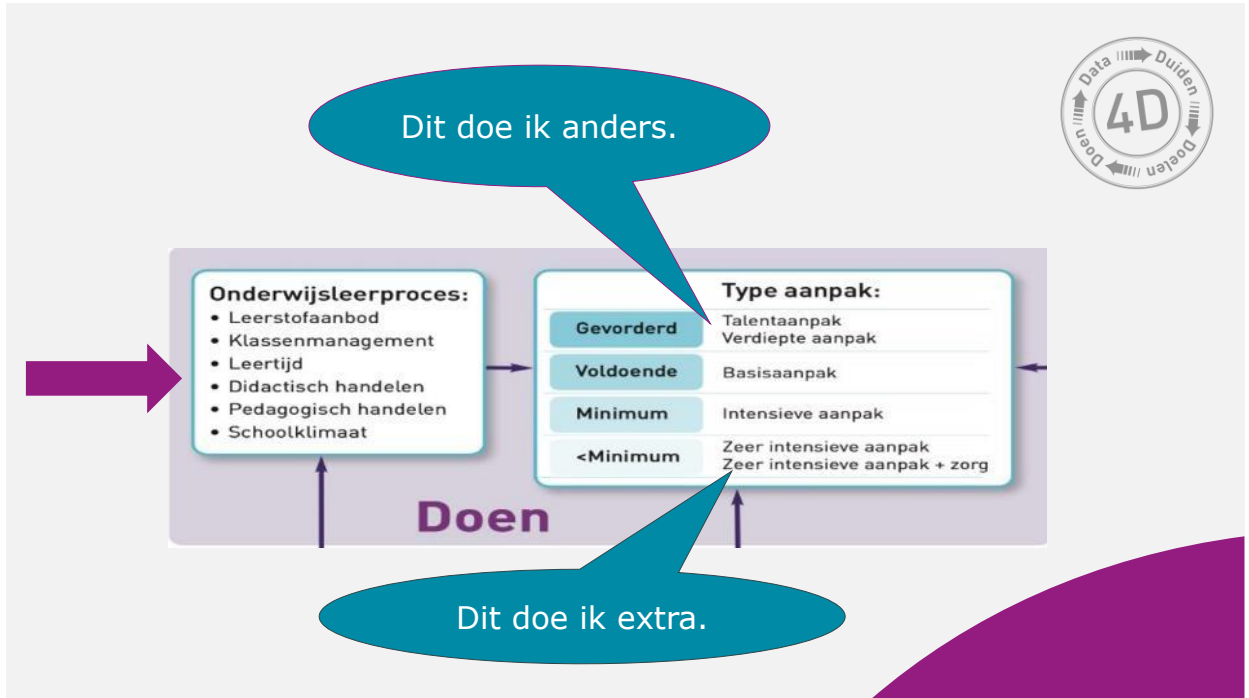 Dit doe ik anders.
Data
Duiden
Doelen
Doen
4D
Onderwijsleerproces:
• Leerstofaanbod
• Klassenmanagement
• Leertijd
• Didactisch handelen
• Pedagogisch handelen
• Schoolklimaat
Type aanpak:
Gevorderd
Talentaanpak
Verdiepte aanpak
Voldoende
Basisaanpak
Minimum
Intensieve aanpak
<Minimum
Zeer intensieve aanpak
Zeer intensieve aanpak + zorg
Doen
Dit doe ik extra.